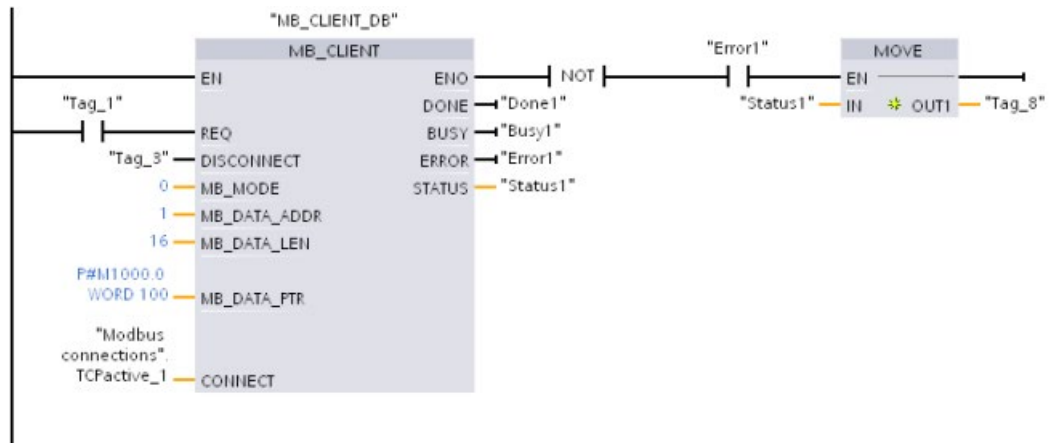 "MB_CLIENT_DB"
MB_CLIENT
EN
ENO
NOT
"Error1"
MOVE
EN
"Tag_1"
DONE
"Done1"
"Status1"
IN
OUT1
"Tag_8"
REQ
BUSY
"Busy1"
"Tag_3"
DISCONNECT
ERROR
"Error1"
0
MB_MODE
STATUS
"Status1"
1
MB_DATA_ADDR
16
MB_DATA_LEN
P#M1000.0
WORD 100
MB_DATA_PTR
"Modbus
connections".
TCPactive_1
CONNECT